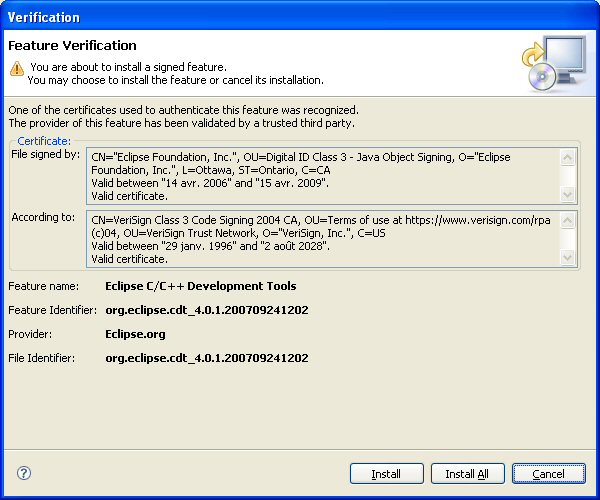 Verification
Feature Verification
You are about to install a signed feature.
You may choose to install the feature or cancel its installation.
One of the certificates used to authenticate this feature was recognized.
The provider of this feature has been validated by a trusted third party.
Certificate:
File signed by:
CN="Eclipse Foundation, Inc.", OU=Digital ID Class 3 - Java Object Signing, O="Eclipse
Foundation, Inc.", L=Ottawa, ST=Ontario, C=CA
Valid between "14 avr. 2006" and "15 avr. 2009".
Valid certificate.
According to:
CN=VeriSign Class 3 Code Signing 2004 CA, OU=Terms of use at https://www.verisign.com/rpa
(c)04, OU=VeriSign Trust Network, O="VeriSign, Inc.", C=US
Valid between "29 janv. 1996" and "2 août 2028".
Valid certificate.
Feature name: Eclipse C/C++ Development Tools
Feature Identifier: org.eclipse.cdt_4.0.1.200709241202
Provider: Eclipse.org
File Identifier: org.eclipse.cdt_4.0.1.200709241202
? Install Install All Cancel